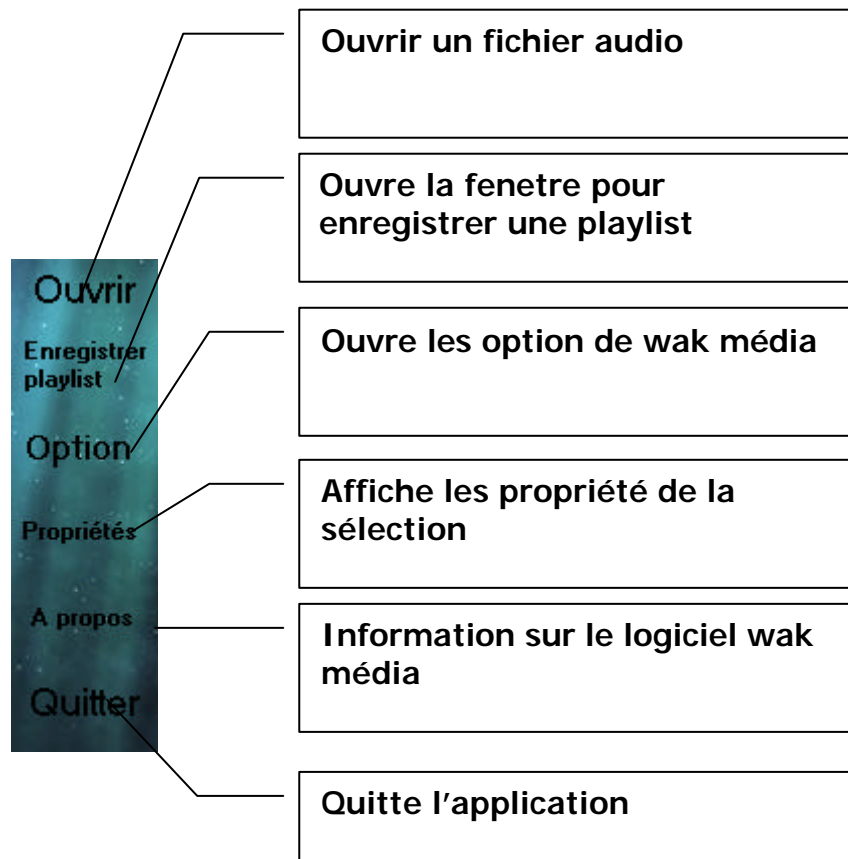 Ouvrir un fichier audio
Ouvre la fenetre pour
enregistrer une playlist
Ouvrir
Enregistrer
playlist
Ouvre les option de wak média
Option
Affiche les propriété de la
sélection
Propriétés
A propos
Information sur le logiciel wak
média
Quitter
Quitte l’application